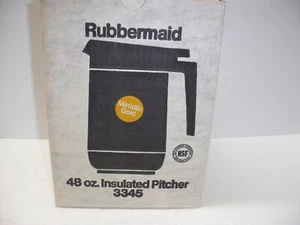 Rubbermaid
Metallic
Gold
NSF
48 oz. Insulated Pitcher
3345